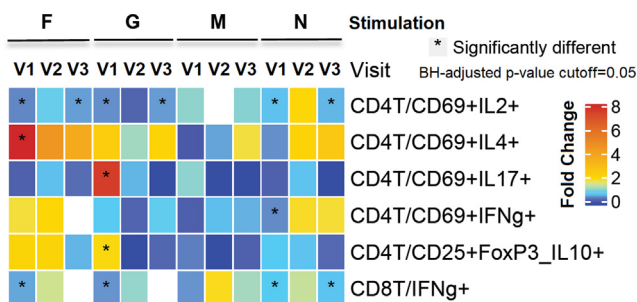 F G M N Stimulation
* Significantly different
V1 V2 V3 V1 V2 V3 V1 V2 V3 V1 V2 V3 Visit BH-adjusted p-value cutoff=0.05
* * * * * * CD4T/CD69+IL2+
* CD4T/CD69+IL4+
* CD4T/CD69+IL17+
* CD4T/CD69+IFNg+
* CD4T/CD25+FoxP3_IL10+
* * * * CD8T/IFNg+
Fold Change
8
6
4
2
0